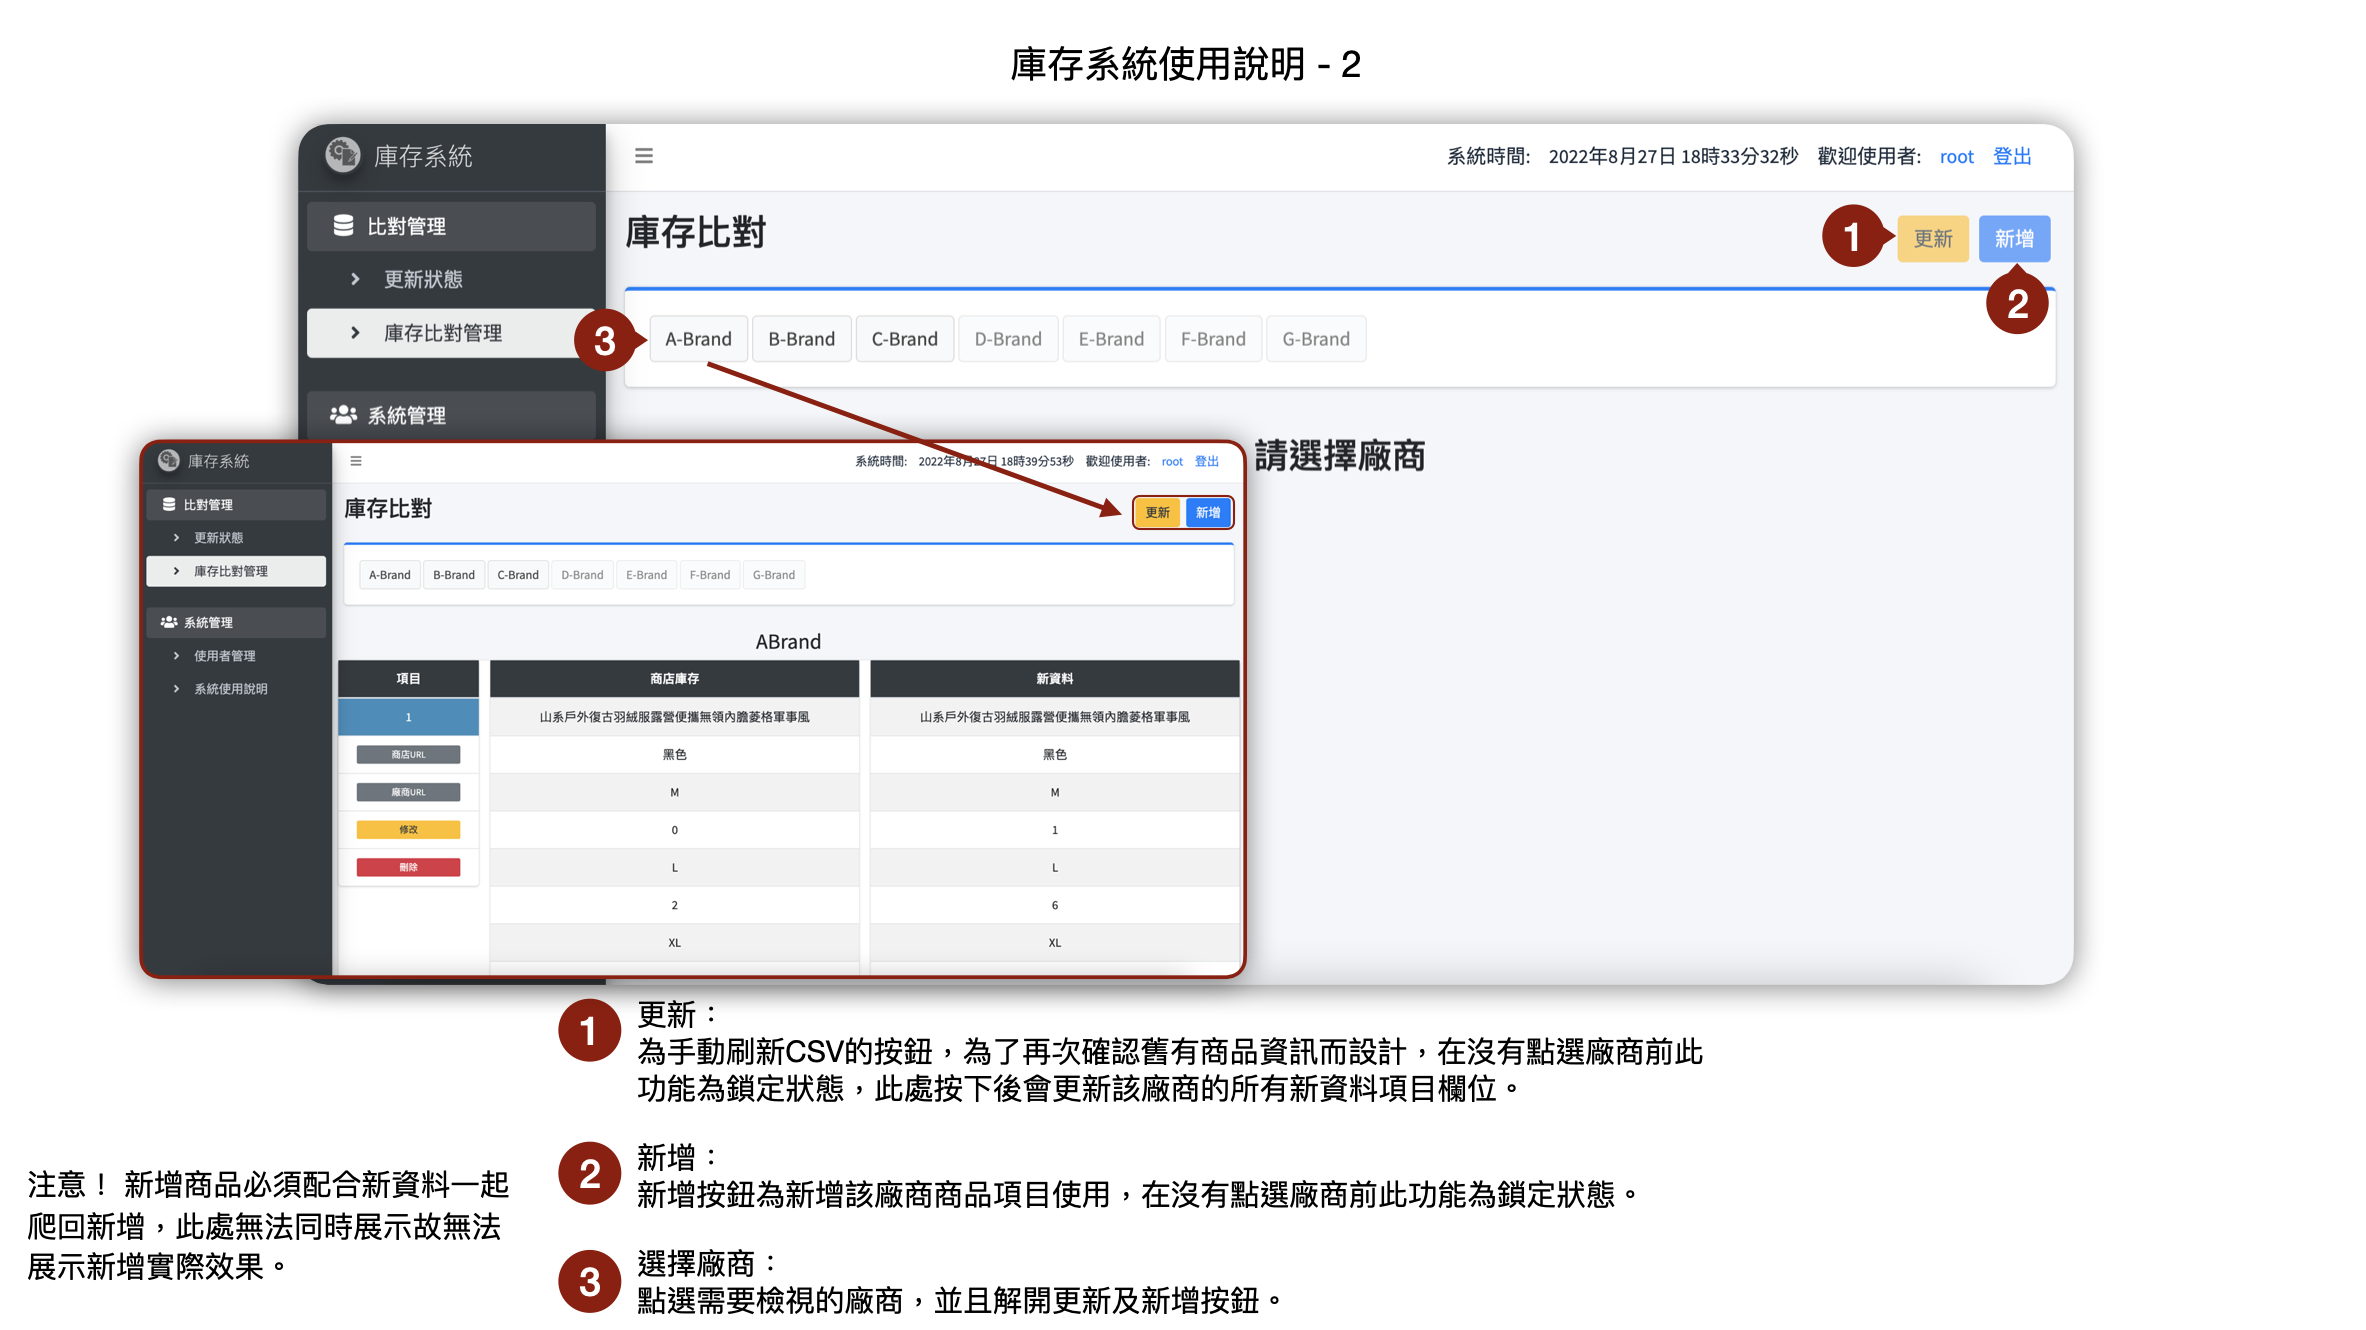 庫存系統使用說明 - 2
庫存系統
系統時間: 2022年8月27日 18時33分32秒 歡迎使用者: root 登出
比對管理
更新狀態
庫存比對管理
系統管理
庫存比對
1
更新
新增
2
3
A-Brand B-Brand C-Brand D-Brand E-Brand F-Brand G-Brand
請選擇廠商
庫存系統
系統時間: 2022年8月27日 18時39分53秒 歡迎使用者: root 登出
比對管理
更新狀態
庫存比對管理
系統管理
使用者管理
系統使用說明
庫存比對
更新 新增
A-Brand B-Brand C-Brand D-Brand E-Brand F-Brand G-Brand
ABrand
項目 商店庫存 新資料
1 山系戶外復古羽絨服露營便攜無領內膽菱格軍事風 山系戶外復古羽絨服露營便攜無領內膽菱格軍事風
商店URL 黑色 黑色
廠商URL M M
修改 0 1
刪除 L L
2 6
XL XL
1 更新：
為手動刷新CSV的按鈕，為了再次確認舊有商品資訊而設計，在沒有點選廠商前此
功能為鎖定狀態，此處按下後會更新該廠商的所有新資料項目欄位。
2 新增：
新增按鈕為新增該廠商商品項目使用，在沒有點選廠商前此功能為鎖定狀態。
3 選擇廠商：
點選需要檢視的廠商，並且解開更新及新增按鈕。
注意！ 新增商品必須配合新資料一起
爬回新增，此處無法同時展示故無法
展示新增實際效果。